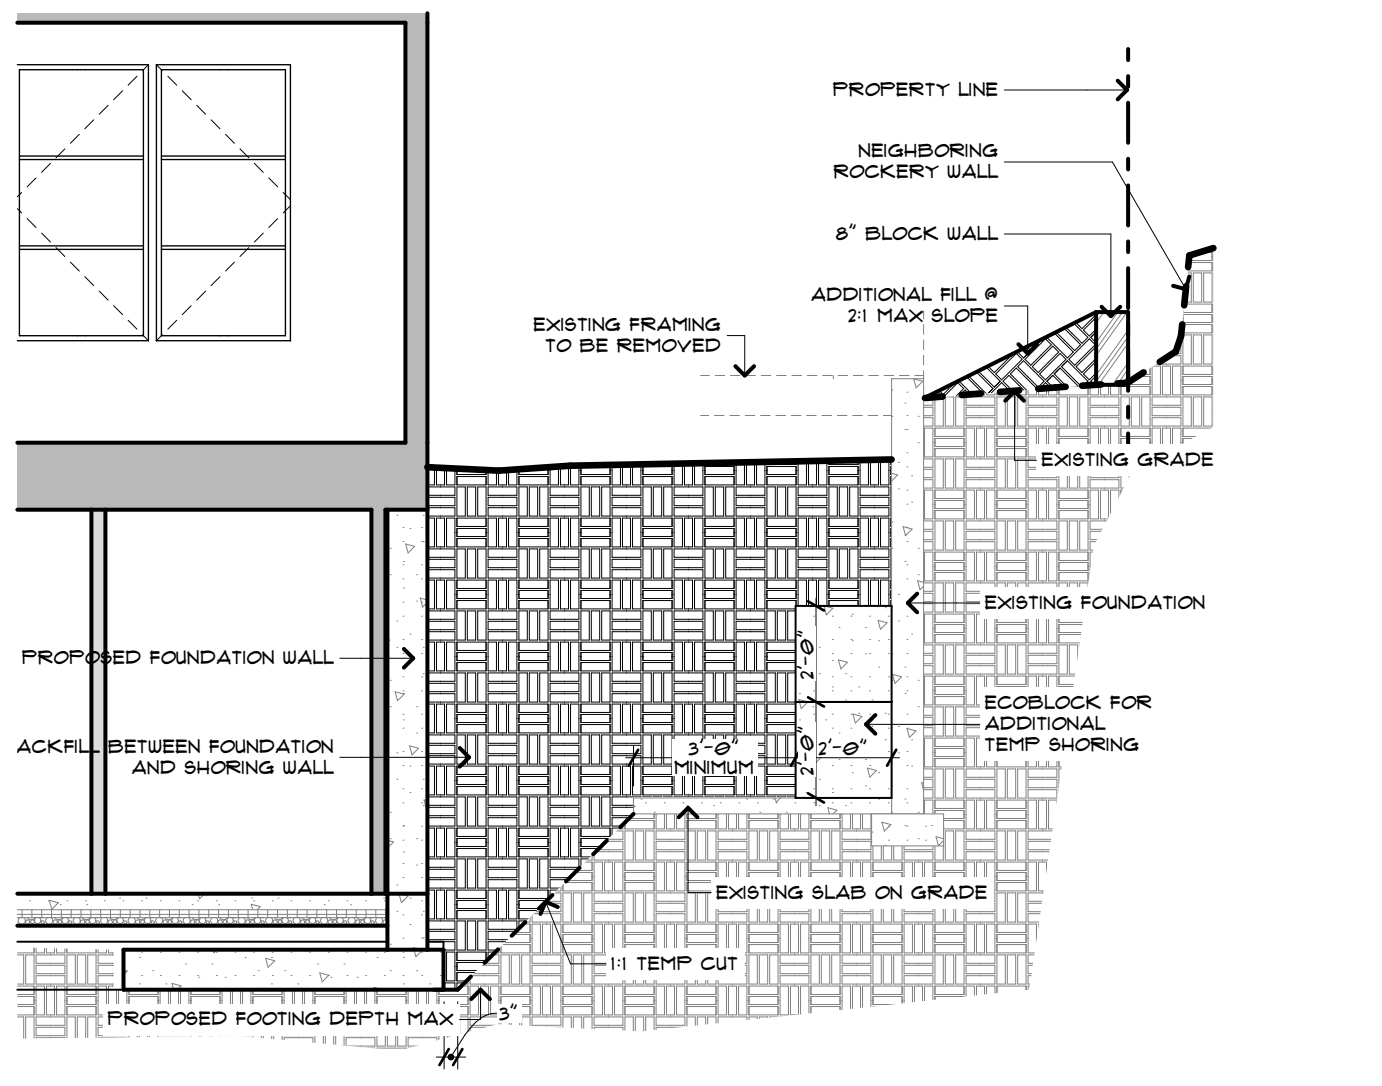 PROPERTY LINE
NEIGHBORING
ROCKERY WALL
8" BLOCK WALL
ADDITIONAL FILL @
2:1 MAX SLOPE
EXISTING FRAMING
TO BE REMOVED
EXISTING GRADE
EXISTING FOUNDATION
2'-0"
PROPOSED FOUNDATION WALL
ECOBLOCK FOR
ADDITIONAL
TEMP SHORING
ACKFILL BETWEEN FOUNDATION
AND SHORING WALL
3'-0"
MINIMUM
2'-0"
2'-0"
EXISTING SLAB ON GRADE
1:1 TEMP CUT
PROPOSED FOOTING DEPTH MAX
3"